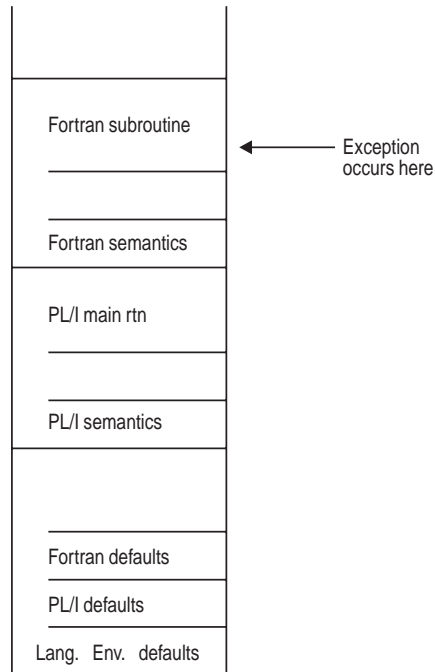 Fortran subroutine
Exception
occurs here
Fortran semantics
PL/I main rtn
PL/I semantics
Fortran defaults
PL/I defaults
Lang. Env. defaults